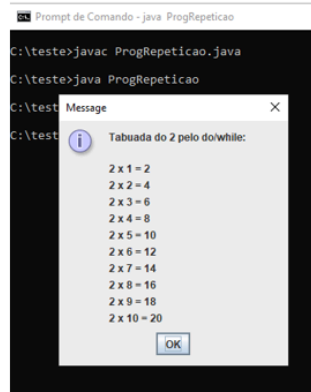 Prompt de Comando - java ProgRepeticao
C:\teste>javac ProgRepeticao.java
C:\teste>java ProgRepeticao
C:\test
C:\test
Message
Tabuada do 2 pelo do/while:
2 x 1 = 2
2 x 2 = 4
2 x 3 = 6
2 x 4 = 8
2 x 5 = 10
2 x 6 = 12
2 x 7 = 14
2 x 8 = 16
2 x 9 = 18
2 x 10 = 20
OK